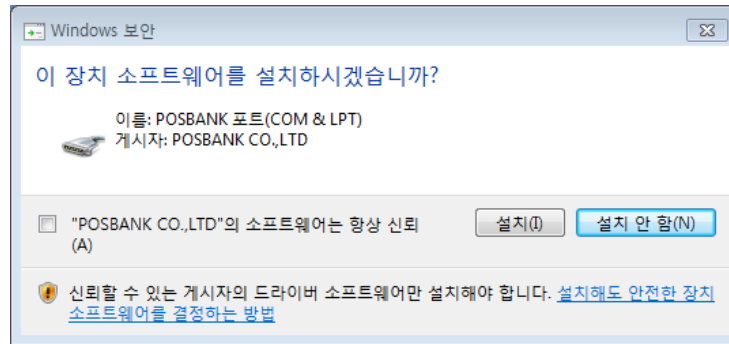 Windows 보안
이 장치 소프트웨어를 설치하시겠습니까?
이름: POSBANK 포트(COM & LPT)
게시자: POSBANK CO.,LTD
"POSBANK CO.,LTD"의 소프트웨어는 항상 신뢰
(A)
설치(I)
설치 안 함(N)
신뢰할 수 있는 게시자의 드라이버 소프트웨어만 설치해야 합니다. 설치해도 안전한 장치
소프트웨어를 결정하는 방법